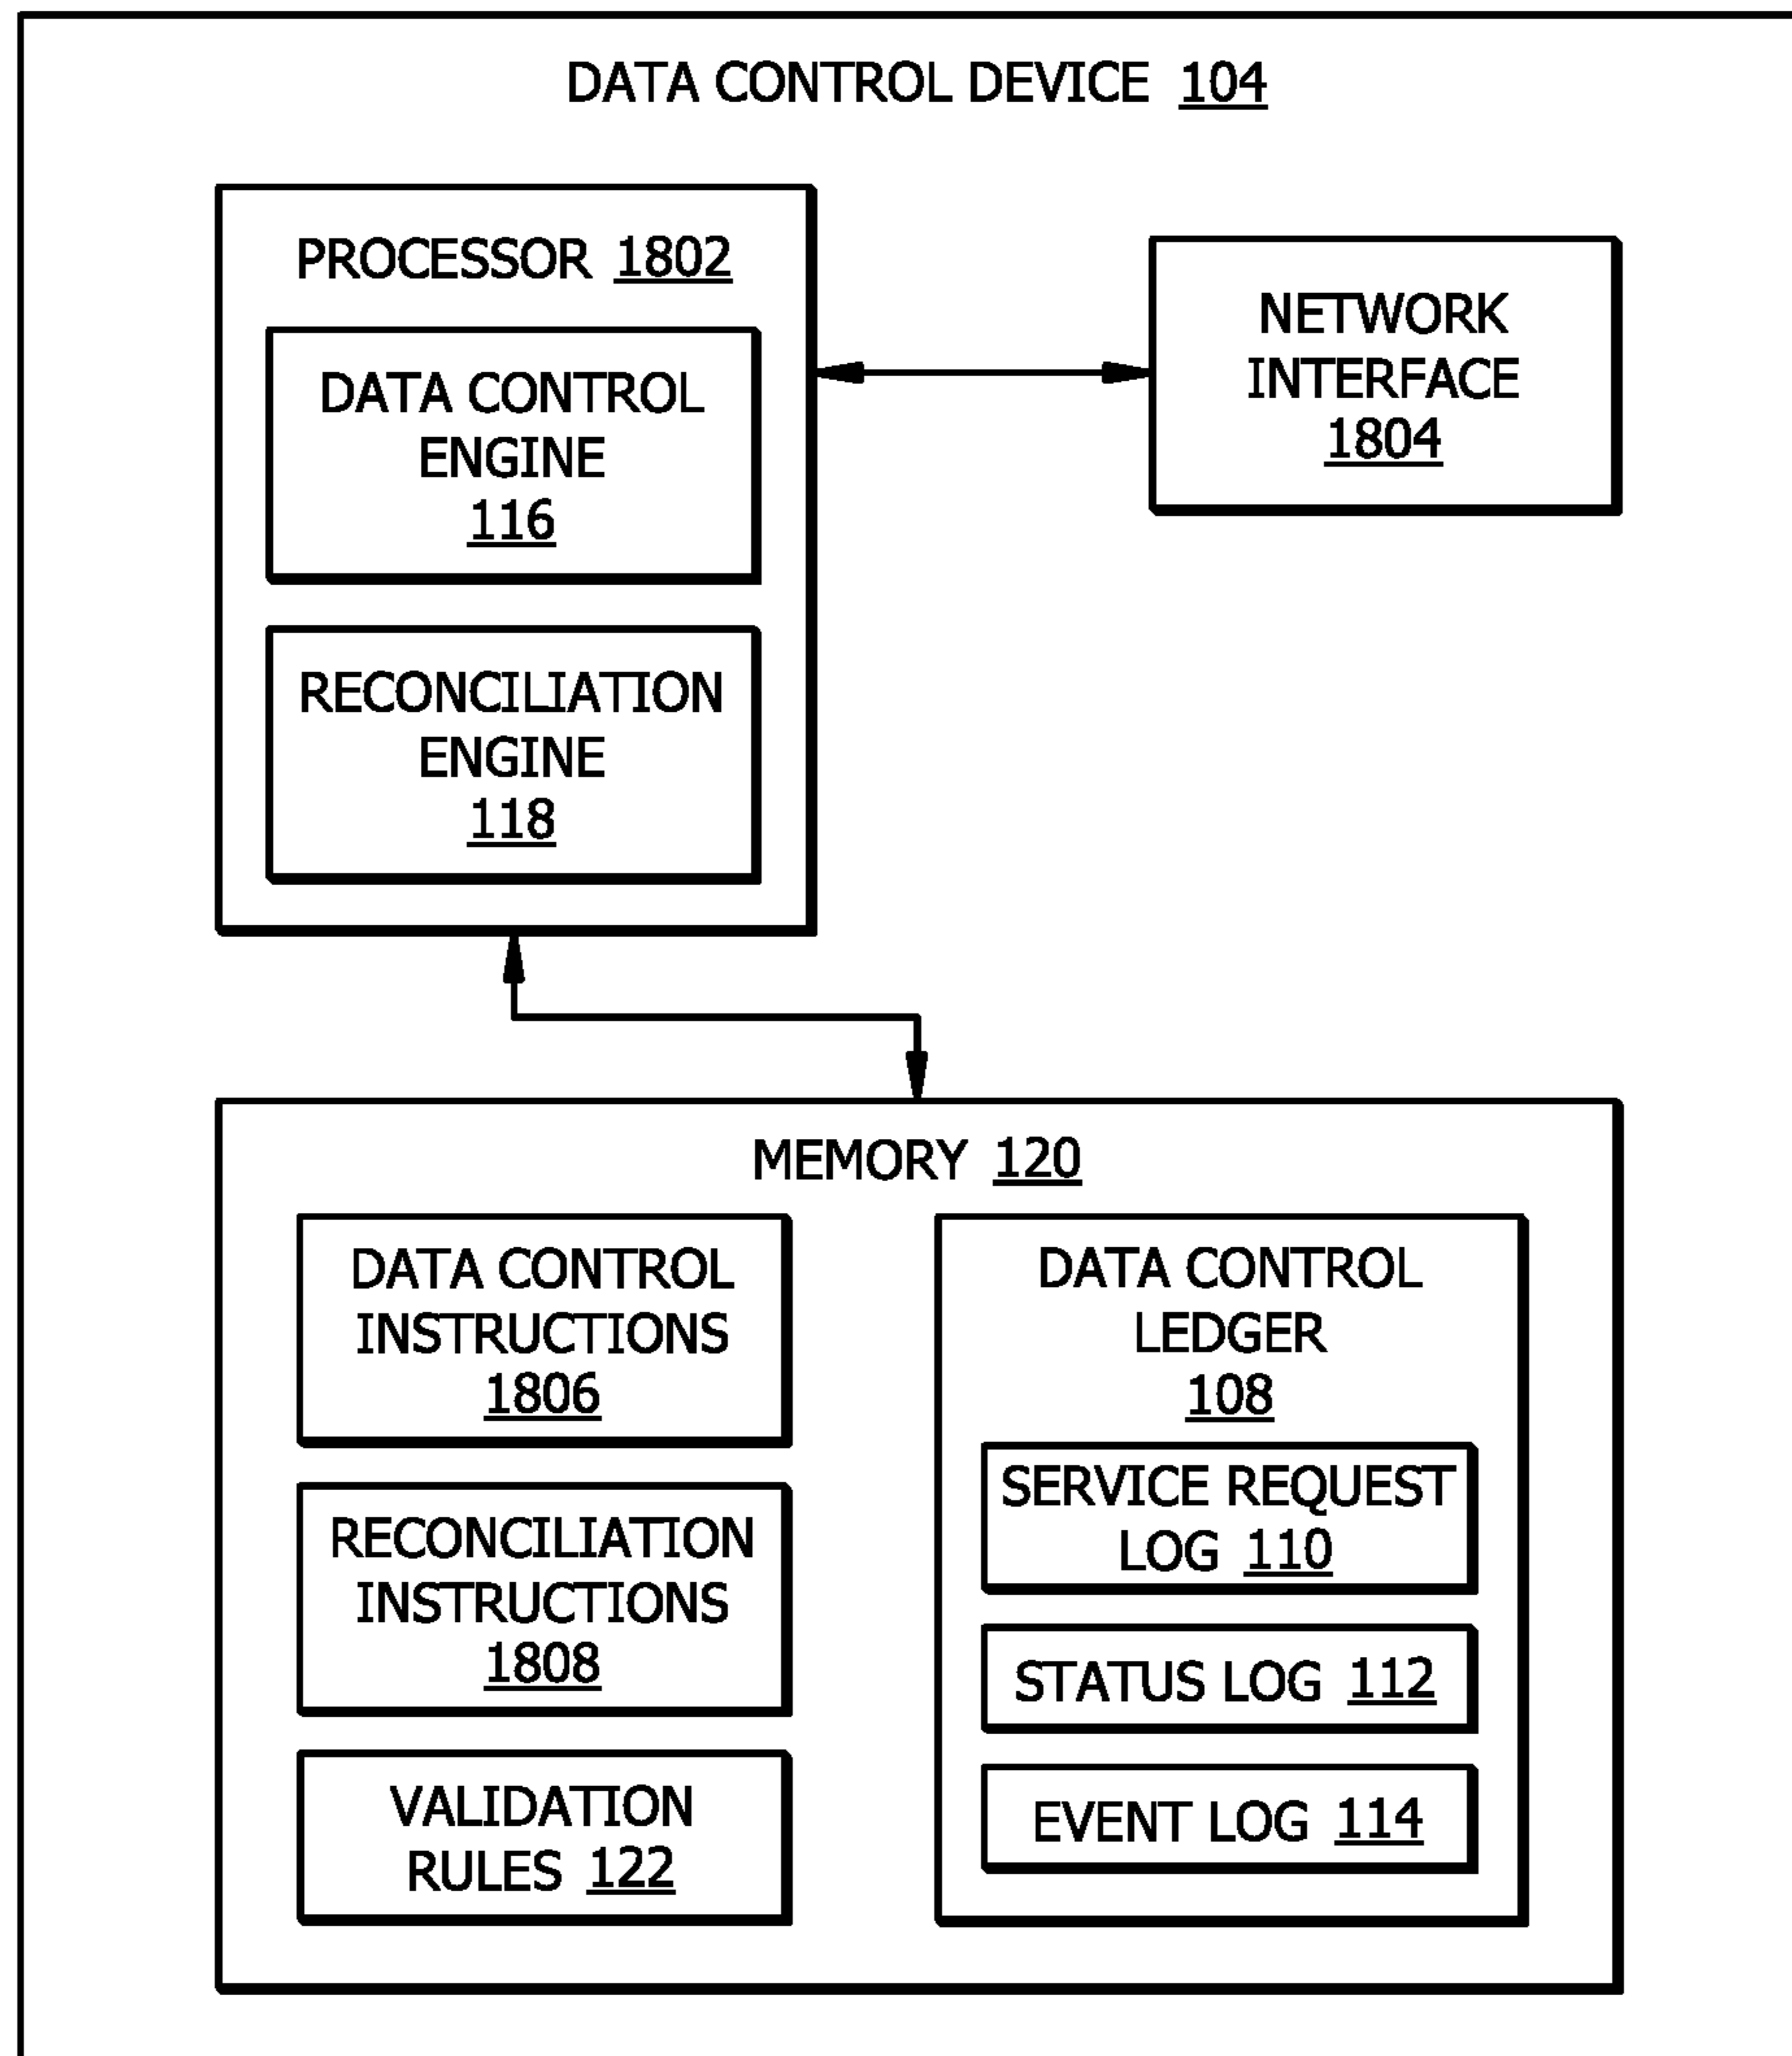 DATA CONTROL DEVICE 104
PROCESSOR 1802
DATA CONTROL
ENGINE
116
RECONCILIATION
ENGINE
118
NETWORK
INTERFACE
1804
MEMORY 120
DATA CONTROL
INSTRUCTIONS
1806
RECONCILIATION
INSTRUCTIONS
1808
VALIDATION
RULES 122
DATA CONTROL
LEDGER
108
SERVICE REQUEST
LOG 110
STATUS LOG 112
EVENT LOG 114